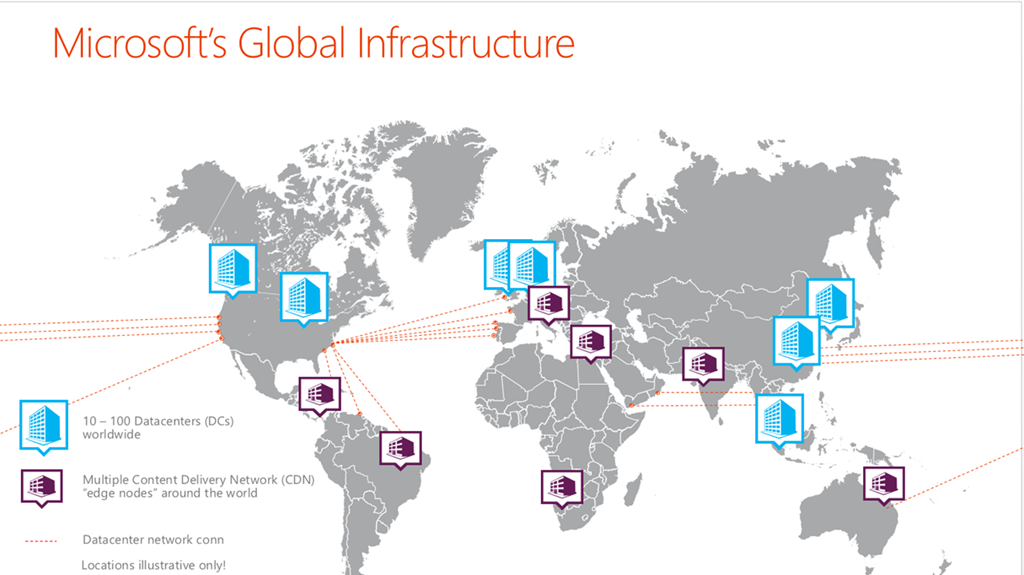 Microsoft's Global Infrastructure
10 – 100 Datacenters (DCs)
worldwide
Multiple Content Delivery Network (CDN)
"edge nodes" around the world
Datacenter network conn
Locations illustrative only!